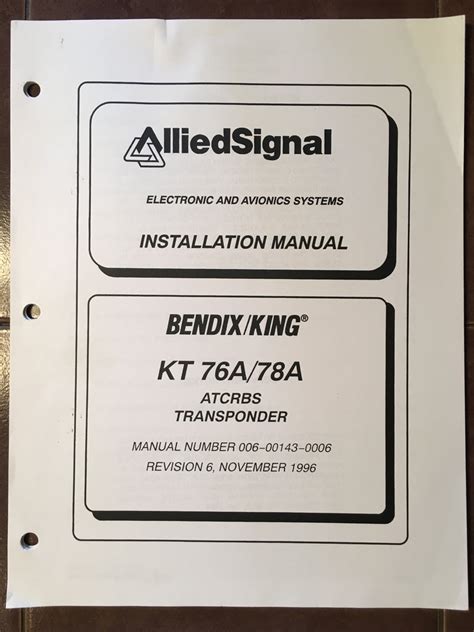 AlliedSignal
ELECTRONIC AND AVIONICS SYSTEMS
INSTALLATION MANUAL
BENDIX/KING®
KT 76A/78A
ATCRBS
TRANSPONDER
MANUAL NUMBER 006-00143-0006
REVISION 6, NOVEMBER 1996